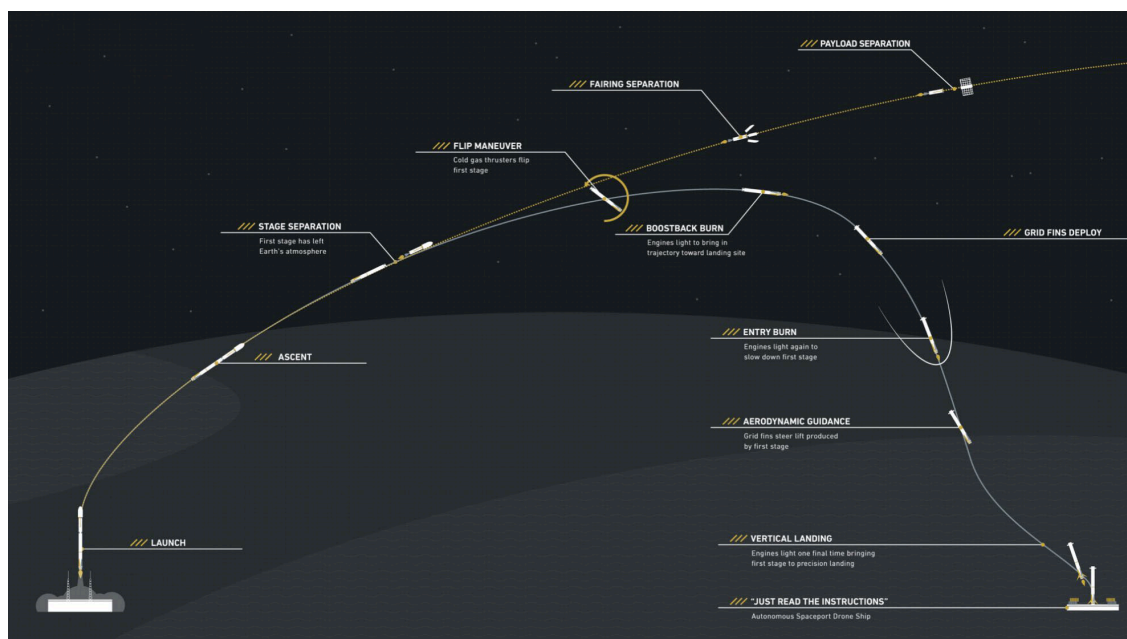 PAYLOAD SEPARATION
FAIRING SEPARATION
FLIP MANEUVER
Cold gas thrusters flip
first stage
STAGE SEPARATION
First stage has left
Earth's atmosphere
BOOSTBACK BURN
Engines light to bring in
trajectory toward landing site
GRID FINS DEPLOY
ASCENT
ENTRY BURN
Engines light again to
slow down first stage
AERODYNAMIC GUIDANCE
Grid fins steer lift produced
by first stage
LAUNCH
VERTICAL LANDING
Engines light one final time bringing
first stage to precision landing
"JUST READ THE INSTRUCTIONS"
Autonomous Spaceport Drone Ship